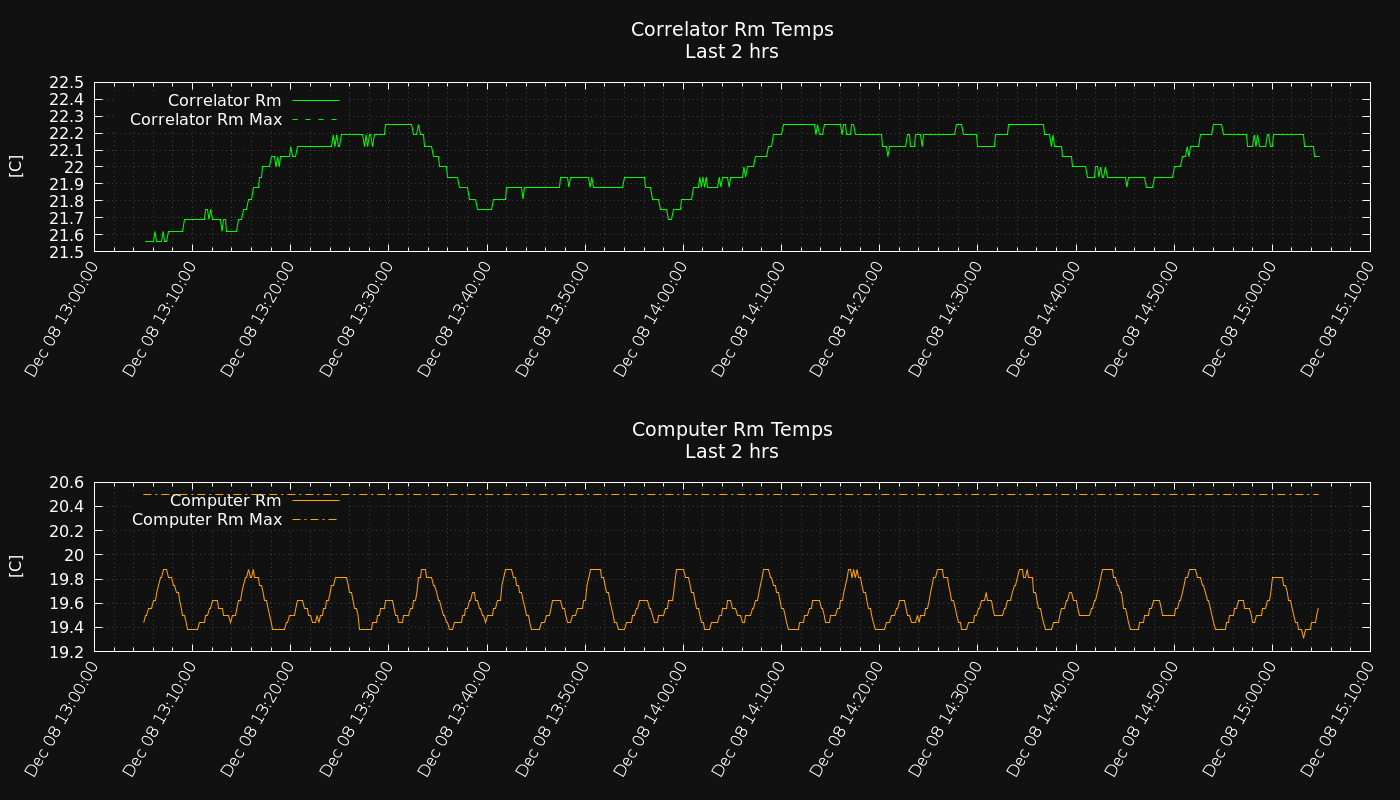 Correlator Rm Temps
Last 2 hrs
22.5
22.4
22.3
22.2
22.1
22
21.9
21.8
21.7
21.6
21.5
[C]
Correlator Rm
Correlator Rm Max
Dec 08 13:00:00
Dec 08 13:10:00
Dec 08 13:20:00
Dec 08 13:30:00
Dec 08 13:40:00
Dec 08 13:50:00
Dec 08 14:00:00
Dec 08 14:10:00
Dec 08 14:20:00
Dec 08 14:30:00
Dec 08 14:40:00
Dec 08 14:50:00
Dec 08 15:00:00
Dec 08 15:10:00
Computer Rm Temps
Last 2 hrs
20.6
20.4
20.2
20
19.8
19.6
19.4
19.2
[C]
Computer Rm
Computer Rm Max
Dec 08 13:00:00
Dec 08 13:10:00
Dec 08 13:20:00
Dec 08 13:30:00
Dec 08 13:40:00
Dec 08 13:50:00
Dec 08 14:00:00
Dec 08 14:10:00
Dec 08 14:20:00
Dec 08 14:30:00
Dec 08 14:40:00
Dec 08 14:50:00
Dec 08 15:00:00
Dec 08 15:10:00